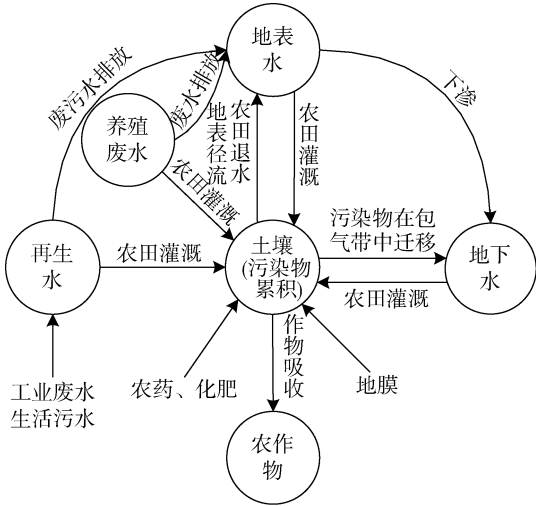 地表
水
废污水排放
废水排放
养殖
废水
农田灌溉
地表径流
农田退水
农田灌溉
下渗
再生
水
农田灌溉
土壤
(污染物
累积)
污染物在包
气带中迁移
地下
水
农田灌溉
工业废水
生活污水
农药、化肥
作物吸收
地膜
农作
物